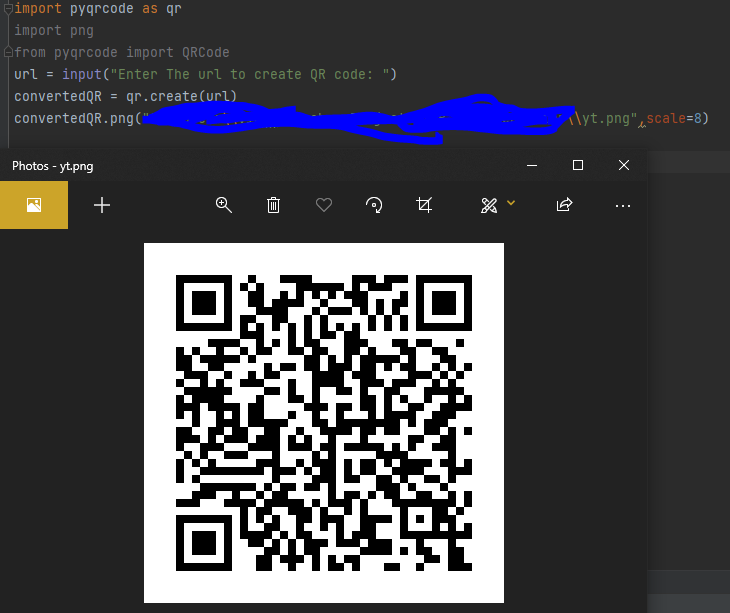 import pyqrcode as qr
import png
from pyqrcode import QRCode
url = input("Enter The url to create QR code: ")
convertedQR = qr.create(url)
convertedQR.png(" \\yt.png",scale=8)
Photos - yt.png